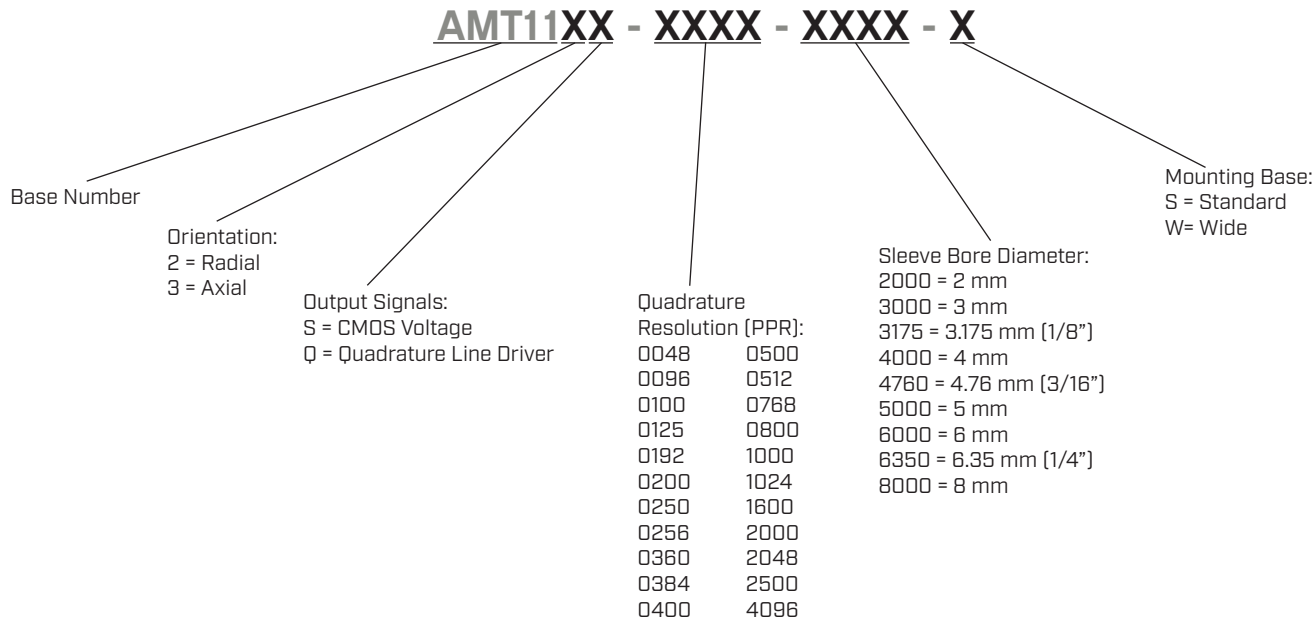 AMT11XX - XXXX - XXXX - X
Base Number
Orientation:
2 = Radial
3 = Axial
Output Signals:
S = CMOS Voltage
Q = Quadrature Line Driver
Quadrature
Resolution (PPR):
0048 0500
0096 0512
0100 0768
0125 0800
0192 1000
0200 1024
0250 1600
0256 2000
0360 2048
0384 2500
0400 4096
Sleeve Bore Diameter:
2000 = 2 mm
3000 = 3 mm
3175 = 3.175 mm (1/8”)
4000 = 4 mm
4760 = 4.76 mm (3/16”)
5000 = 5 mm
6000 = 6 mm
6350 = 6.35 mm (1/4”)
8000 = 8 mm
Mounting Base:
S = Standard
W= Wide